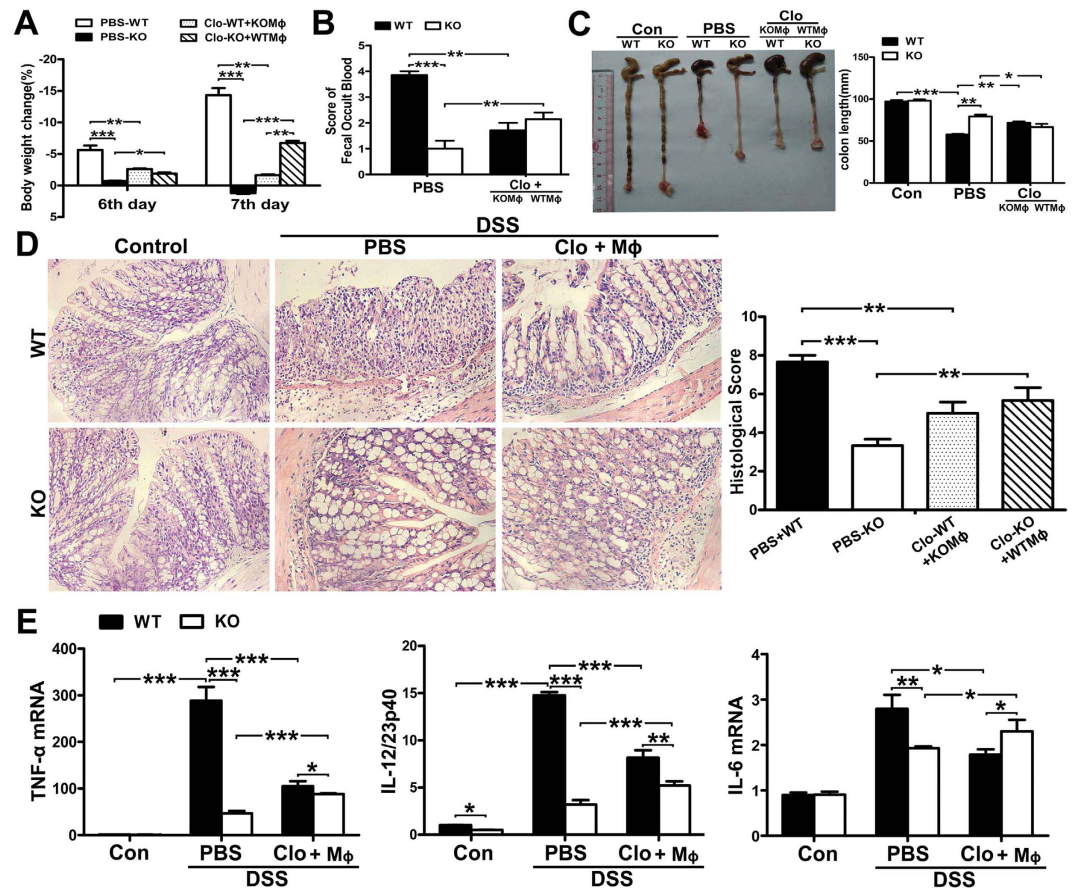 A
PBS-WT
PBS-KO
Clo-WT+KOMϕ
Clo-KO+WTMϕ
Body weight change(%)
-20
-15
-10
-5
0
5
**
***
**
***
*
**
***
**
6th day
7th day
B
WT
KO
Score of
Fecal Occult Blood
5
4
3
2
1
0
**
***
**
PBS
Clo +
KOMϕ WTMϕ
C
Con
PBS
Clo
KOMϕ WTMϕ
WT KO WT KO WT KO
WT
KO
colon length(mm)
150
125
100
75
50
25
0
*
***
**
**
Con
PBS
Clo
KOMϕ WTMϕ
D
DSS
Control
PBS
Clo + Mϕ
WT
KO
Histological Score
10
8
6
4
2
0
**
***
**
PBS+WT
PBS-KO
Clo-WT
+KOMϕ
Clo-KO
+WTMϕ
E
WT
KO
TNF-α mRNA
400
300
200
100
0
***
***
***
***
*
Con
PBS
Clo + Mϕ
DSS
IL-12/23p40
20
15
10
5
0
***
***
***
***
**
*
Con
PBS
Clo + Mϕ
DSS
IL-6 mRNA
4
3
2
1
0
*
**
*
*
Con
PBS
Clo + Mϕ
DSS